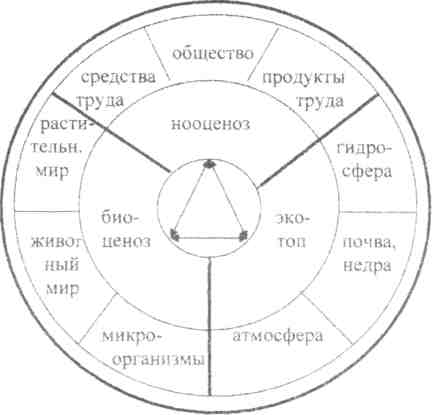 общество
средства
труда
продукты
труда
нооценоз
расти-
тельн.
мир
гидро-
сфера
био-
ценоз
эко-
топ
живот
ный
мир
почва,
недра
микро-
организмы
атмосфера